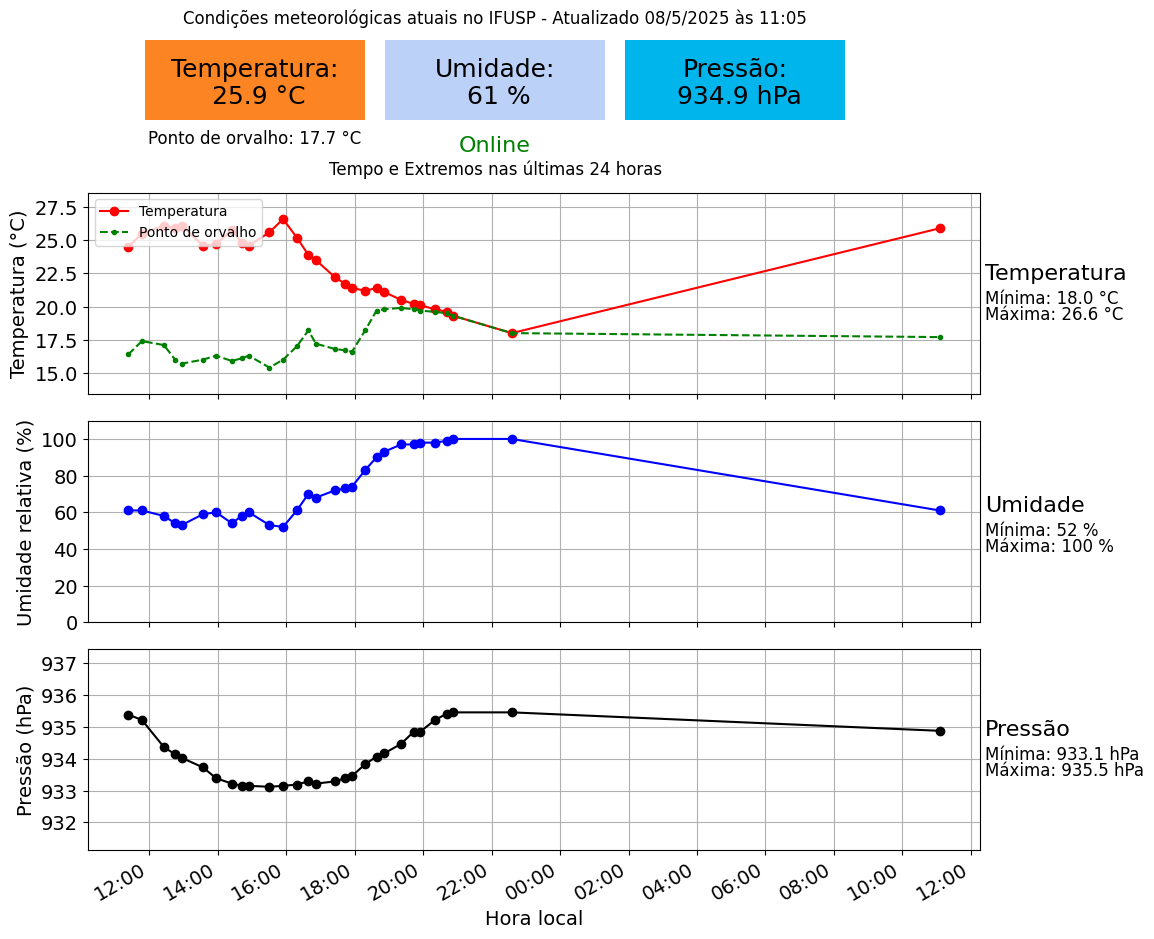 Condições meteorológicas atuais no IFUSP - Atualizado 08/5/2025 às 11:05
Temperatura:
25.9 °C
Umidade:
61 %
Pressão:
934.9 hPa
Ponto de orvalho: 17.7 °C
Online
Tempo e Extremos nas últimas 24 horas
Temperatura (°C)
27.5
25.0
22.5
20.0
17.5
15.0
Temperatura
Ponto de orvalho
Temperatura
Mínima: 18.0 °C
Máxima: 26.6 °C
Umidade relativa (%)
100
80
60
40
20
0
Umidade
Mínima: 52 %
Máxima: 100 %
Pressão (hPa)
937
936
935
934
933
932
Pressão
Mínima: 933.1 hPa
Máxima: 935.5 hPa
12:00 14:00 16:00 18:00 20:00 22:00 00:00 02:00 04:00 06:00 08:00 10:00 12:00
Hora local